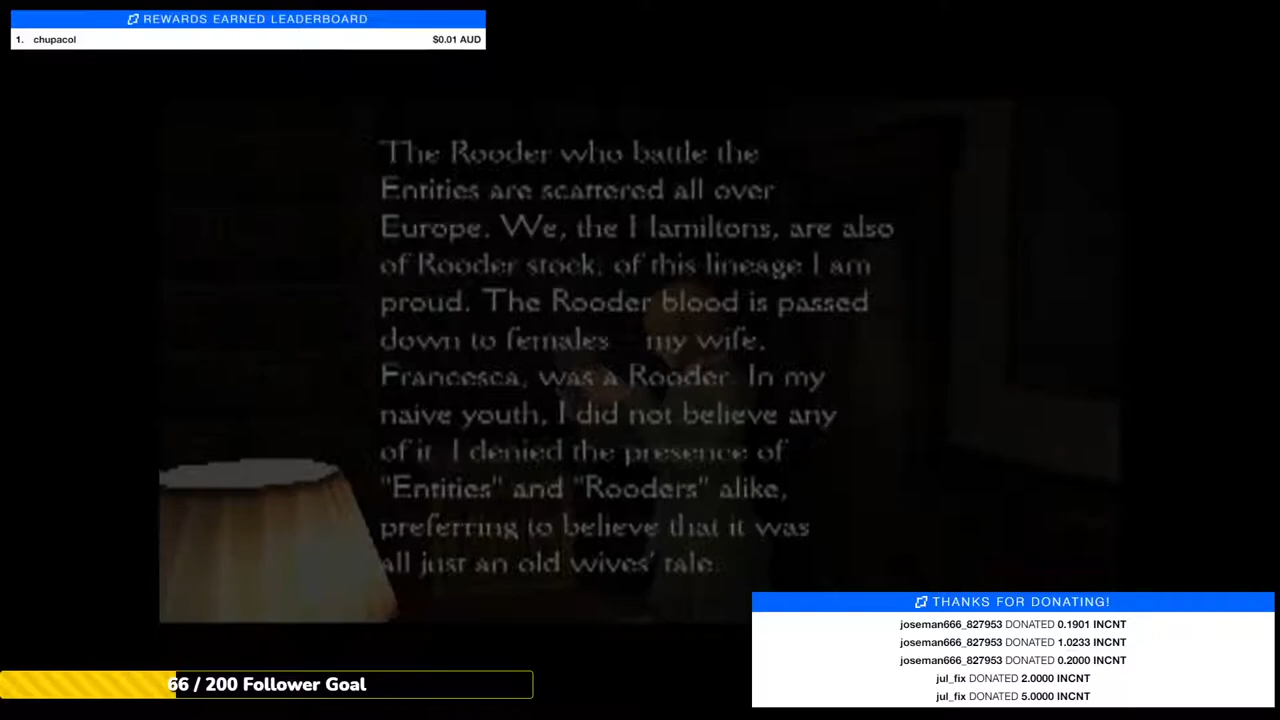 REWARDS EARNED LEADERBOARD
1. chupacol $0.01 AUD
The Rooder who battle the
Entities are scattered all over
Europe. We, the Hamiltons, are also
of Rooder stock, of this lineage I am
proud. The Rooder blood is passed
down to females my wife,
Francesca, was a Rooder. In my
naive youth, I did not believe any
of it. I denied the presence of
"Entities" and "Rooders" alike,
preferring to believe that it was
all just an old wives' tale.
THANKS FOR DONATING!
joseman666_827953 DONATED 0.1901 INCNT
joseman666_827953 DONATED 1.0233 INCNT
joseman666_827953 DONATED 0.2000 INCNT
jul_fix DONATED 2.0000 INCNT
jul_fix DONATED 5.0000 INCNT
66 / 200 Follower Goal